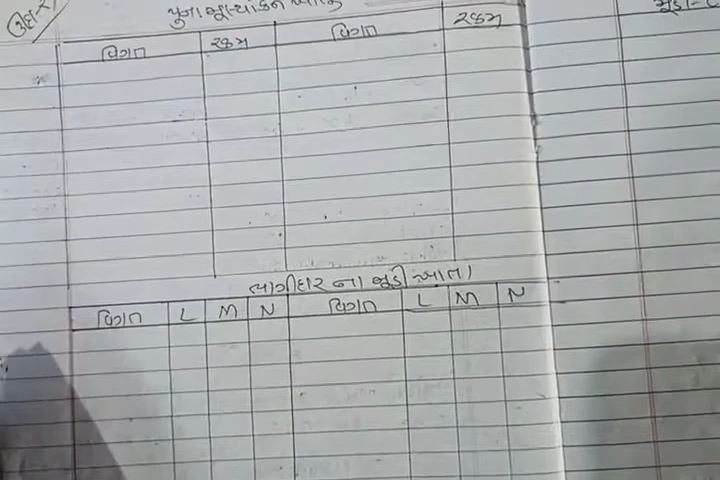 પુનઃમૂલ્યાંકન ખાતું
વિગત રકમ વિગત રકમ
ભાગીદાર ના મૂડી ખાતા
વિગત L M N વિગત L M N